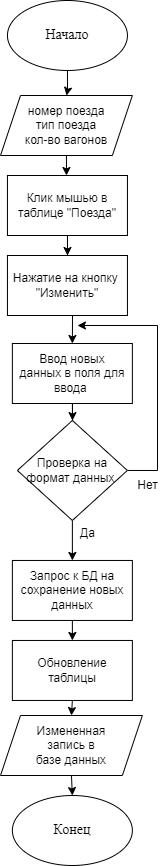 Начало
номер поезда
тип поезда
кол-во вагонов
Клик мышью в
таблице "Поезда"
Нажатие на кнопку
"Изменить"
Ввод новых
данных в поля для
ввода
Проверка на
формат данных
Нет
Да
Запрос к БД на
сохранение новых
данных
Обновление
таблицы
Измененная
запись в
базе данных
Конец